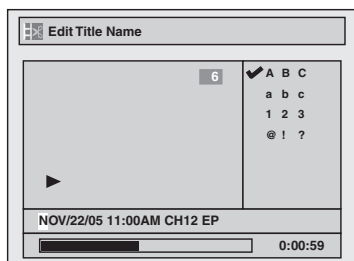 Edit Title Name
6
A B C
a b c
1 2 3
@ ! ?
NOV/22/05 11:00AM CH12 EP
0:00:59